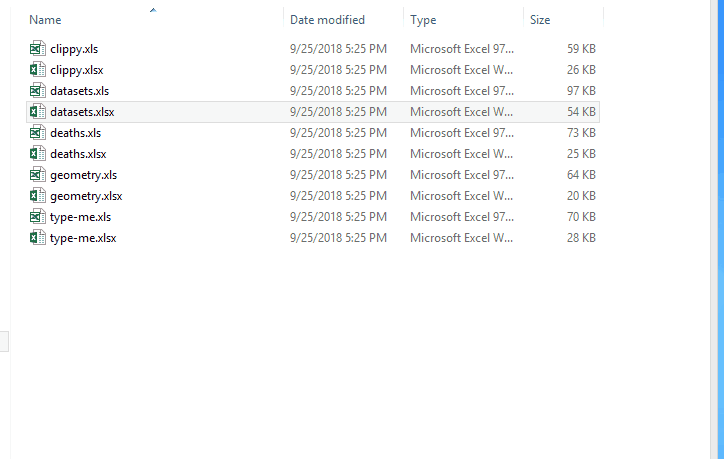 Name Date modified Type Size
clippy.xls 9/25/2018 5:25 PM Microsoft Excel 97... 59 KB
clippy.xlsx 9/25/2018 5:25 PM Microsoft Excel W... 26 KB
datasets.xls 9/25/2018 5:25 PM Microsoft Excel 97... 97 KB
datasets.xlsx 9/25/2018 5:25 PM Microsoft Excel W... 54 KB
deaths.xls 9/25/2018 5:25 PM Microsoft Excel 97... 73 KB
deaths.xlsx 9/25/2018 5:25 PM Microsoft Excel W... 25 KB
geometry.xls 9/25/2018 5:25 PM Microsoft Excel 97... 64 KB
geometry.xlsx 9/25/2018 5:25 PM Microsoft Excel W... 20 KB
type-me.xls 9/25/2018 5:25 PM Microsoft Excel 97... 70 KB
type-me.xlsx 9/25/2018 5:25 PM Microsoft Excel W... 28 KB